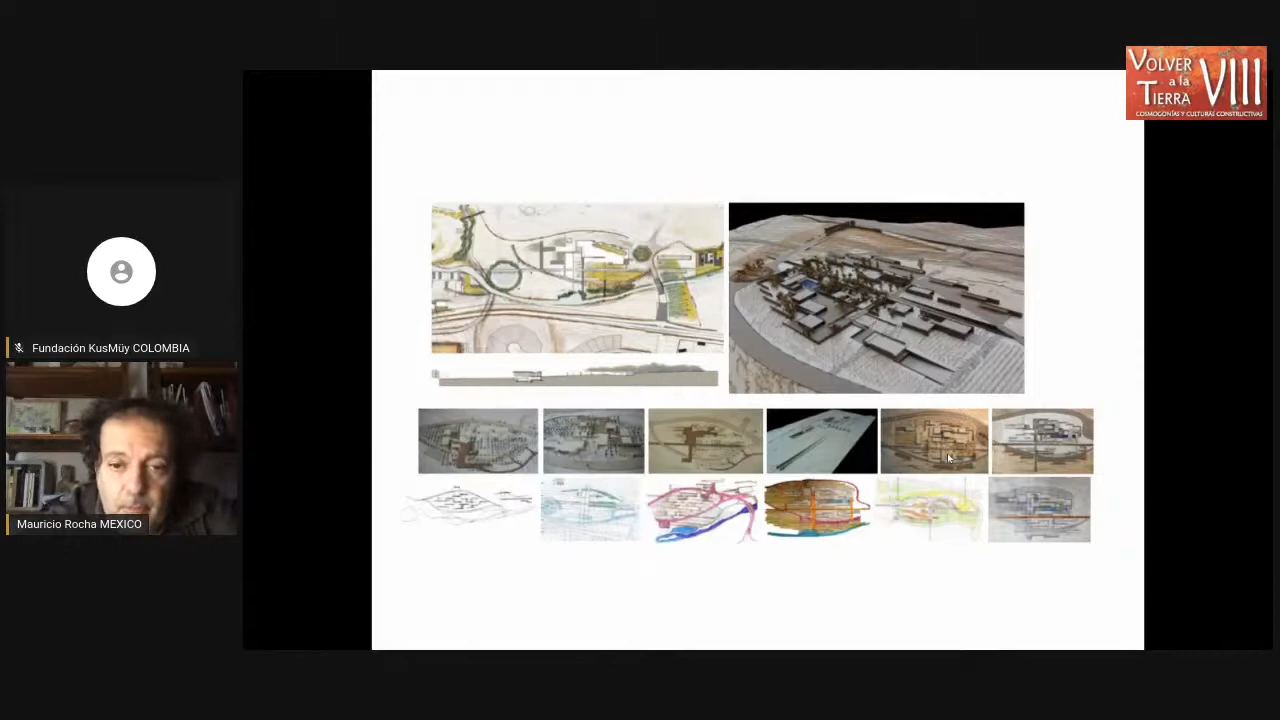 VOLVER
a la
TIERRA
VIII
COSMOGONÍAS Y CULTURAS CONSTRUCTIVAS
Fundación KusMüy COLOMBIA
Mauricio Rocha MEXICO